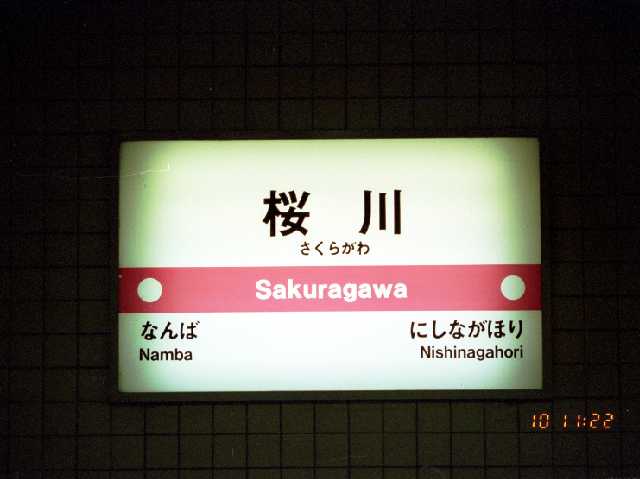 桜 川
さくらがわ
Sakuragawa
なんば にしながほり
Namba Nishinagahori
10 11:22